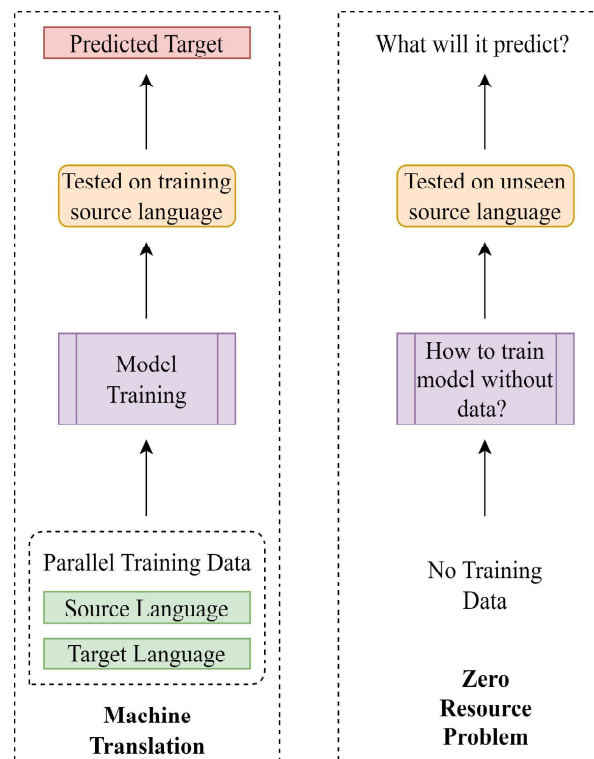 Predicted Target
Tested on training
source language
Model
Training
Parallel Training Data
Source Language
Target Language
Machine
Translation
What will it predict?
Tested on unseen
source language
How to train
model without
data?
No Training
Data
Zero
Resource
Problem